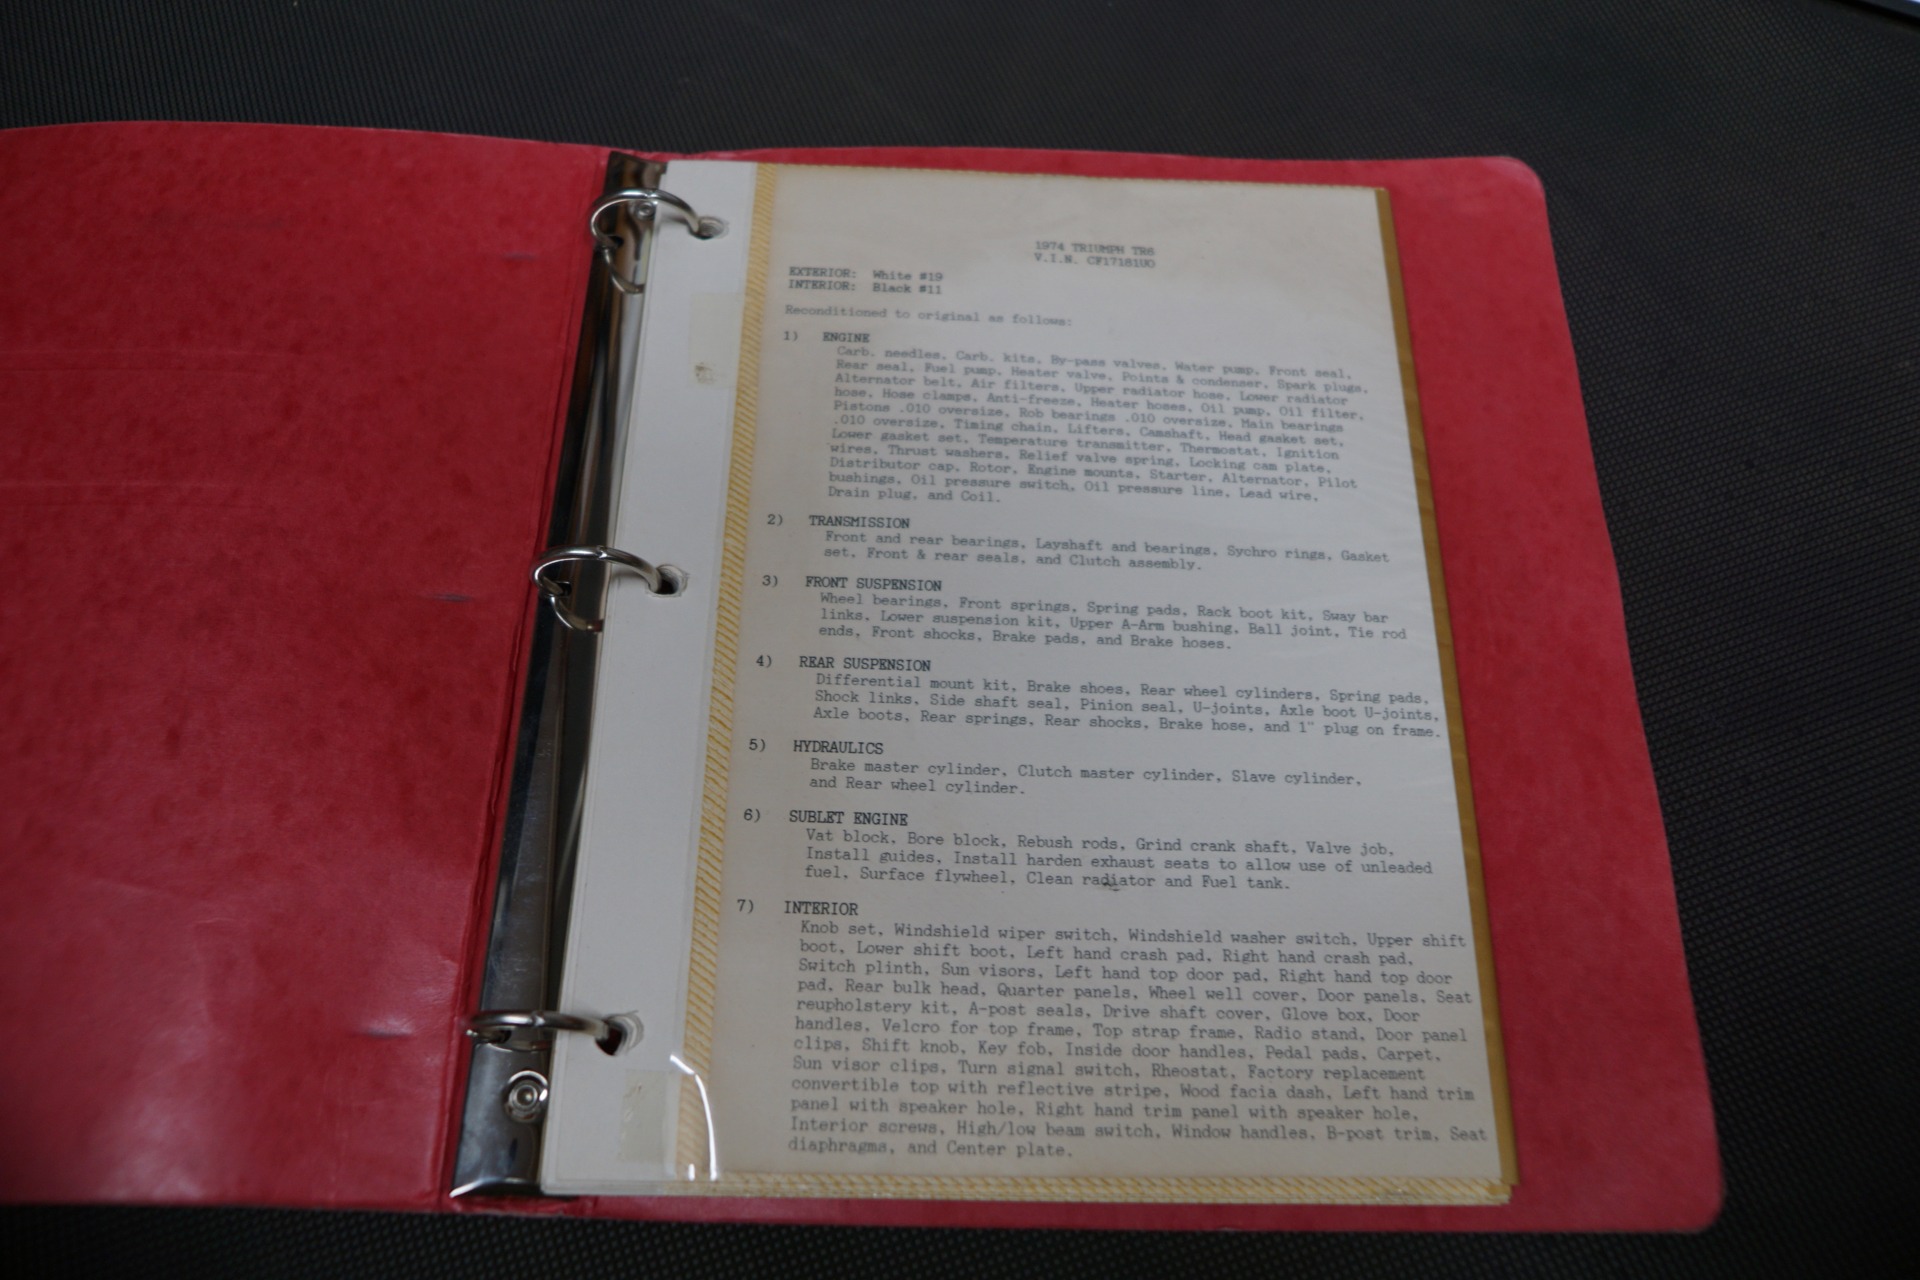 1974 TRIUMPH TR6
V.I.N. CF17181UO
EXTERIOR: White #19
INTERIOR: Black #11
Reconditioned to original as follows:
1) ENGINE
Carb. needles, Carb. kits, By-pass valves, Water pump, Front seal,
Rear seal, Fuel pump, Heater valve, Points & condenser, Spark plugs,
Alternator belt, Air filters, Upper radiator hose, Lower radiator
hose, Hose clamps, Anti-freeze, Heater hoses, Oil pump, Oil filter,
Pistons .010 oversize, Rob bearings .010 oversize, Main bearings
.010 oversize, Timing chain, Lifters, Camshaft, Head gasket set,
Lower gasket set, Temperature transmitter, Thermostat, Ignition
wires, Thrust washers, Relief valve spring, Locking cam plate,
Distributor cap, Rotor, Engine mounts, Starter, Alternator, Pilot
bushings, Oil pressure switch, Oil pressure line, Lead wire,
Drain plug, and Coil.
2) TRANSMISSION
Front and rear bearings, Layshaft and bearings, Sychro rings, Gasket
set, Front & rear seals, and Clutch assembly.
3) FRONT SUSPENSION
Wheel bearings, Front springs, Spring pads, Rack boot kit, Sway bar
links, Lower suspension kit, Upper A-Arm bushing, Ball joint, Tie rod
ends, Front shocks, Brake pads, and Brake hoses.
4) REAR SUSPENSION
Differential mount kit, Brake shoes, Rear wheel cylinders, Spring pads,
Shock links, Side shaft seal, Pinion seal, U-joints, Axle boot U-joints,
Axle boots, Rear springs, Rear shocks, Brake hose, and 1" plug on frame.
5) HYDRAULICS
Brake master cylinder, Clutch master cylinder, Slave cylinder,
and Rear wheel cylinder.
6) SUBLET ENGINE
Vat block, Bore block, Rebush rods, Grind crank shaft, Valve job,
Install guides, Install harden exhaust seats to allow use of unleaded
fuel, Surface flywheel, Clean radiator and Fuel tank.
7) INTERIOR
Knob set, Windshield wiper switch, Windshield washer switch, Upper shift
boot, Lower shift boot, Left hand crash pad, Right hand crash pad,
Switch plinth, Sun visors, Left hand top door pad, Right hand top door
pad, Rear bulk head, Quarter panels, Wheel well cover, Door panels, Seat
reupholstery kit, A-post seals, Drive shaft cover, Glove box, Door
handles, Velcro for top frame, Top strap frame, Radio stand, Door panel
clips, Shift knob, Key fob, Inside door handles, Pedal pads, Carpet,
Sun visor clips, Turn signal switch, Rheostat, Factory replacement
convertible top with reflective stripe, Wood facia dash, Left hand trim
panel with speaker hole, Right hand trim panel with speaker hole,
Interior screws, High/low beam switch, Window handles, B-post trim, Seat
diaphragms, and Center plate.